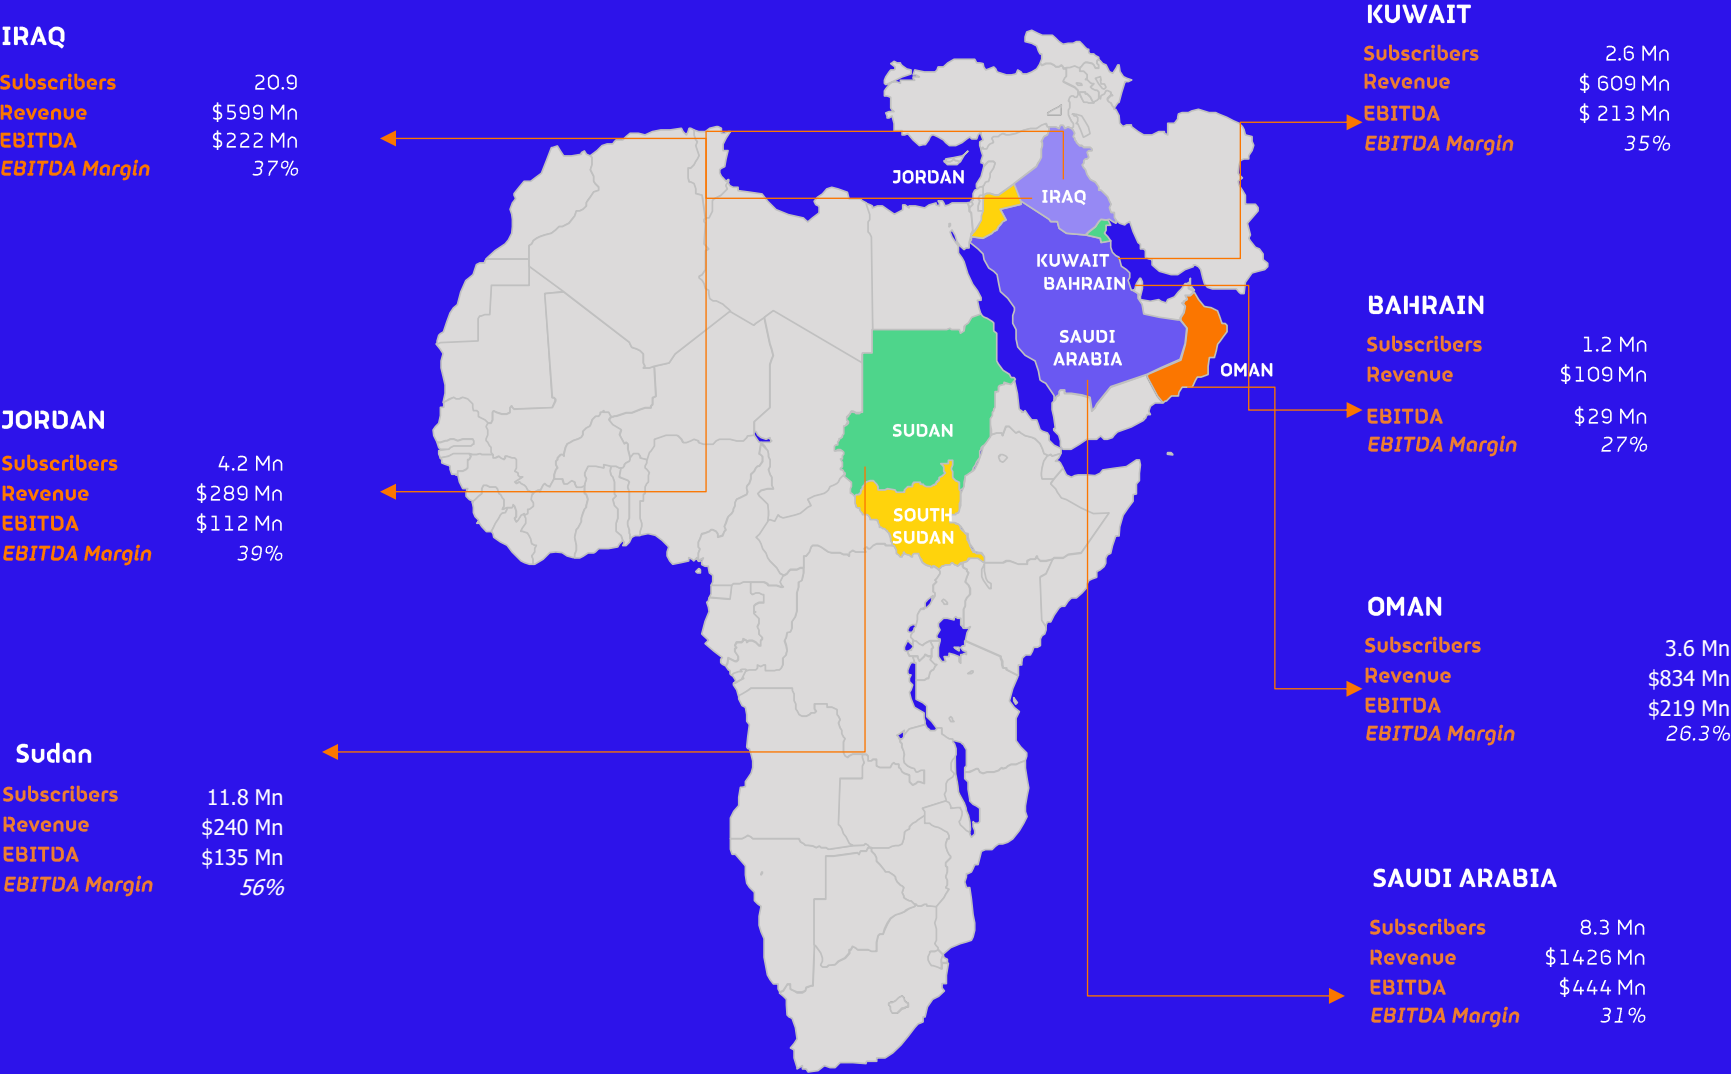 IRAQ
Subscribers 20.9
Revenue $599 Mn
EBITDA $222 Mn
EBITDA Margin 37%
JORDAN
Subscribers 4.2 Mn
Revenue $289 Mn
EBITDA $112 Mn
EBITDA Margin 39%
Sudan
Subscribers 11.8 Mn
Revenue $240 Mn
EBITDA $135 Mn
EBITDA Margin 56%
JORDAN
IRAQ
KUWAIT
BAHRAIN
SAUDI
ARABIA
OMAN
SUDAN
SOUTH
SUDAN
KUWAIT
Subscribers 2.6 Mn
Revenue $ 609 Mn
EBITDA $ 213 Mn
EBITDA Margin 35%
BAHRAIN
Subscribers 1.2 Mn
Revenue $109 Mn
EBITDA $29 Mn
EBITDA Margin 27%
OMAN
Subscribers 3.6 Mn
Revenue $834 Mn
EBITDA $219 Mn
EBITDA Margin 26.3%
SAUDI ARABIA
Subscribers 8.3 Mn
Revenue $1426 Mn
EBITDA $444 Mn
EBITDA Margin 31%